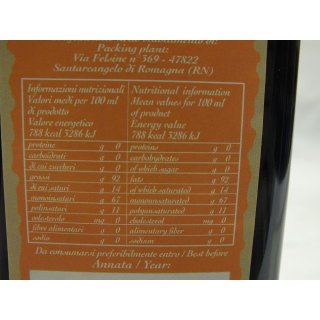 Packing plant:
Via Felsine n°369 - 47822
Santarcangelo di Romagna (RN)
Informazioni nutrizionali Nutritional information
Valori medi per 100 ml Mean values for 100 ml
di prodotto of product
Valore energetico Energy value
788 kcal 3286 kJ 788 kcal 3286 kJ
proteine g 0 proteins g 0
carboidrati g 0 carbohydrates g 0
di cui zuccheri g 0 of which sugar g 0
grassi g 92 fats g 92
di cui saturi g 14 of which saturated g 14
monoinsaturi g 67 monounsaturated g 67
polinsaturi g 11 polyunsaturated g 11
colesterolo mg 0 cholesterol mg 0
fibre alimentari g 0 alimentary fiber g 0
sodio g 0 sodium g 0
Da consumarsi preferibilmente entro / Best before
Annata / Year: